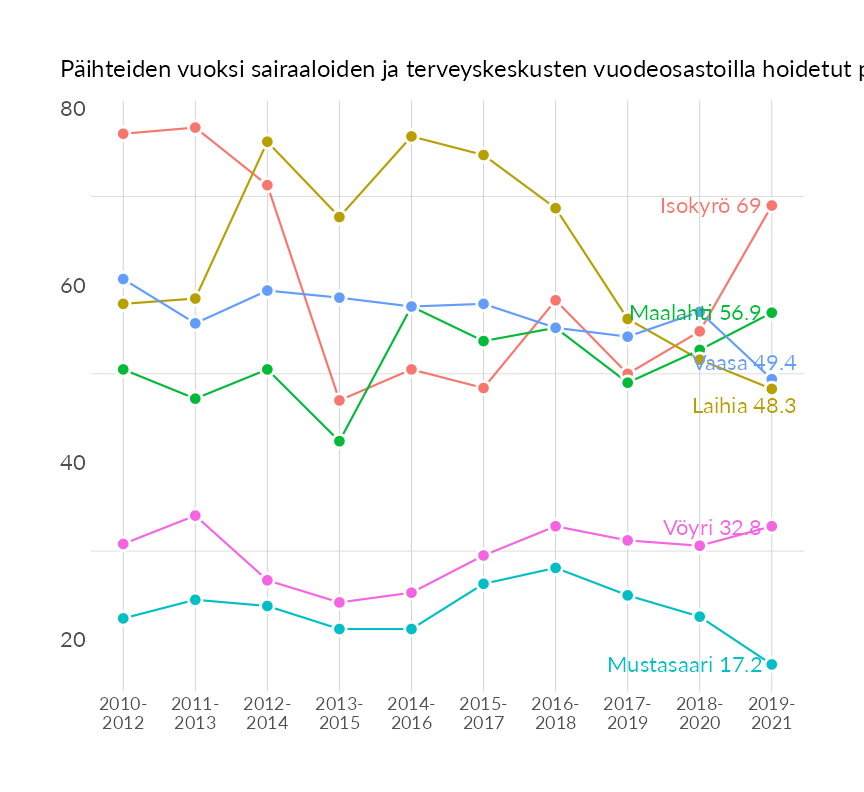 Päihteiden vuoksi sairaaloiden ja terveyskeskusten vuodeosastoilla hoidetut
80
60
40
20
Isokyrö 69
Maalahti 56.9
Vaasa 49.4
Laihia 48.3
Vöyri 32.8
Mustasaari 17.2
2010- 2011- 2012- 2013- 2014- 2015- 2016- 2017- 2018- 2019-
2012 2013 2014 2015 2016 2017 2018 2019 2020 2021